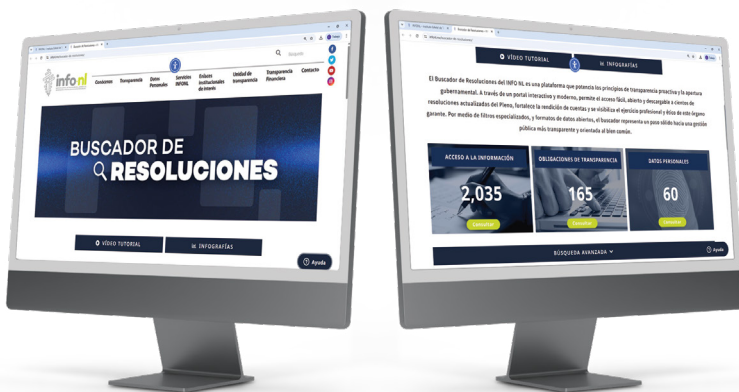 Búsqueda
info nl
Conócenos
Transparencia
Datos
Personales
Servicios
INFONL
Enlaces
institucionales
de interés
Unidad de
transparencia
Transparencia
Financiera
Contacto
BUSCADOR DE
RESOLUCIONES
VÍDEO TUTORIAL
INFOGRAFÍAS
Ayuda
VÍDEO TUTORIAL
INFOGRAFÍAS
El Buscador de Resoluciones del INFO NL es una plataforma que potencia los principios de transparencia proactiva y la apertura
gubernamental. A través de un portal interactivo y moderno, permite el acceso fácil, abierto y descargable a cientos de
resoluciones actualizadas del Pleno, fortalece la rendición de cuentas y se visibiliza el ejercicio profesional y ético de este órgano
garante. Por medio de filtros especializados, y formatos de datos abiertos, el buscador representa un paso sólido hacia una gestión
pública más transparente y orientada al bien común.
ACCESO A LA INFORMACIÓN
2,035
Consultar
OBLIGACIONES DE TRANSPARENCIA
165
Consultar
DATOS PERSONALES
60
Consultar
BÚSQUEDA AVANZADA
Ayuda